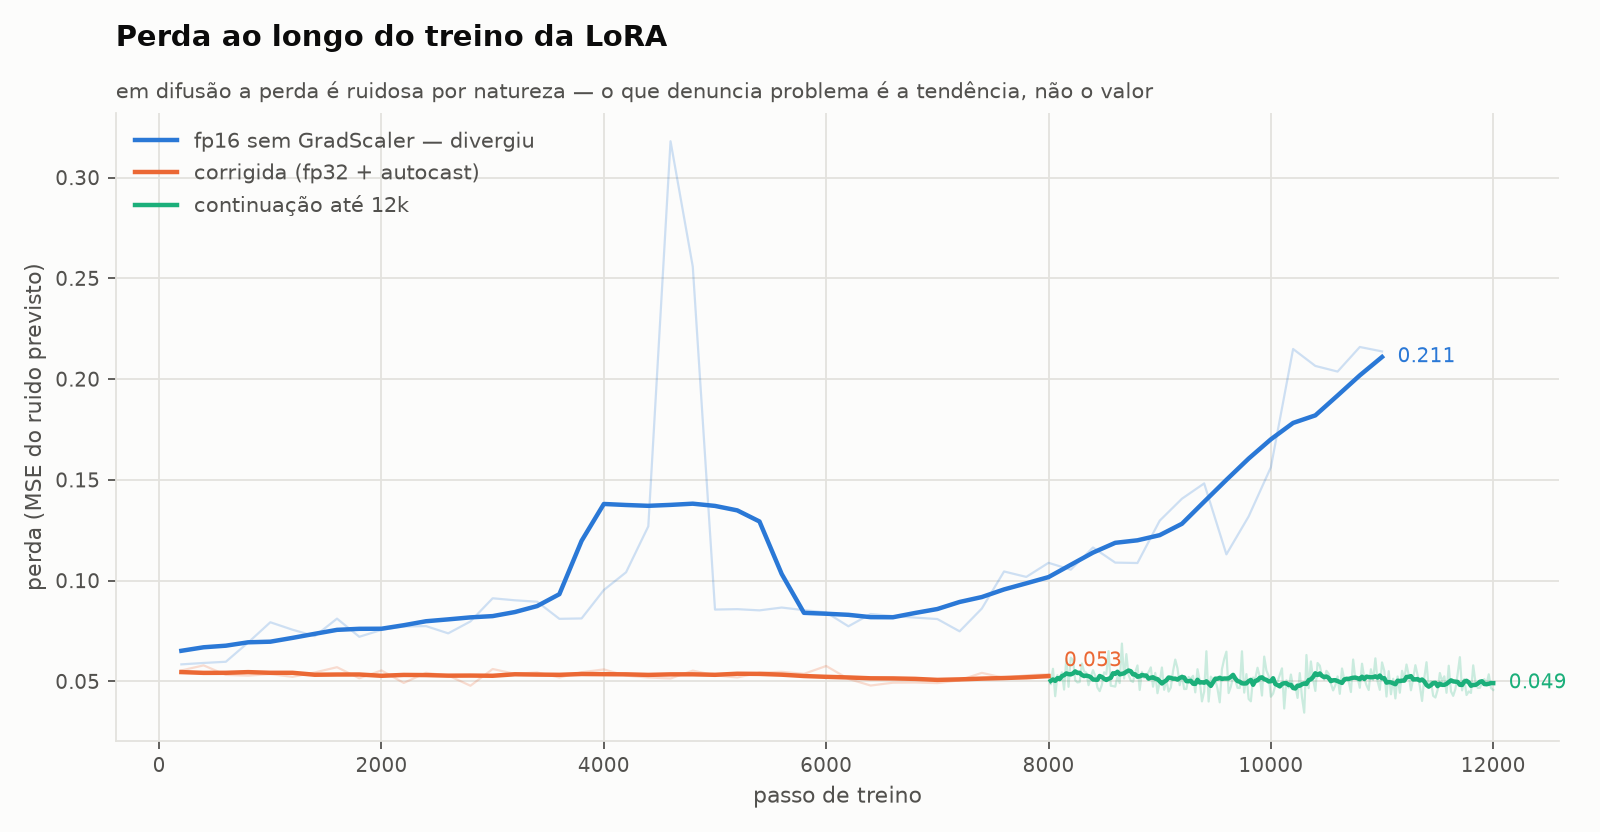 Perda ao longo do treino da LoRA
em difusão a perda é ruidosa por natureza — o que denuncia problema é a tendência, não o valor
fp16 sem GradScaler — divergiu
corrigida (fp32 + autocast)
continuação até 12k
perda (MSE do ruido previsto)
0.30
0.25
0.20
0.15
0.10
0.05
0.211
0.053
0.049
0
2000
4000
6000
8000
10000
12000
passo de treino